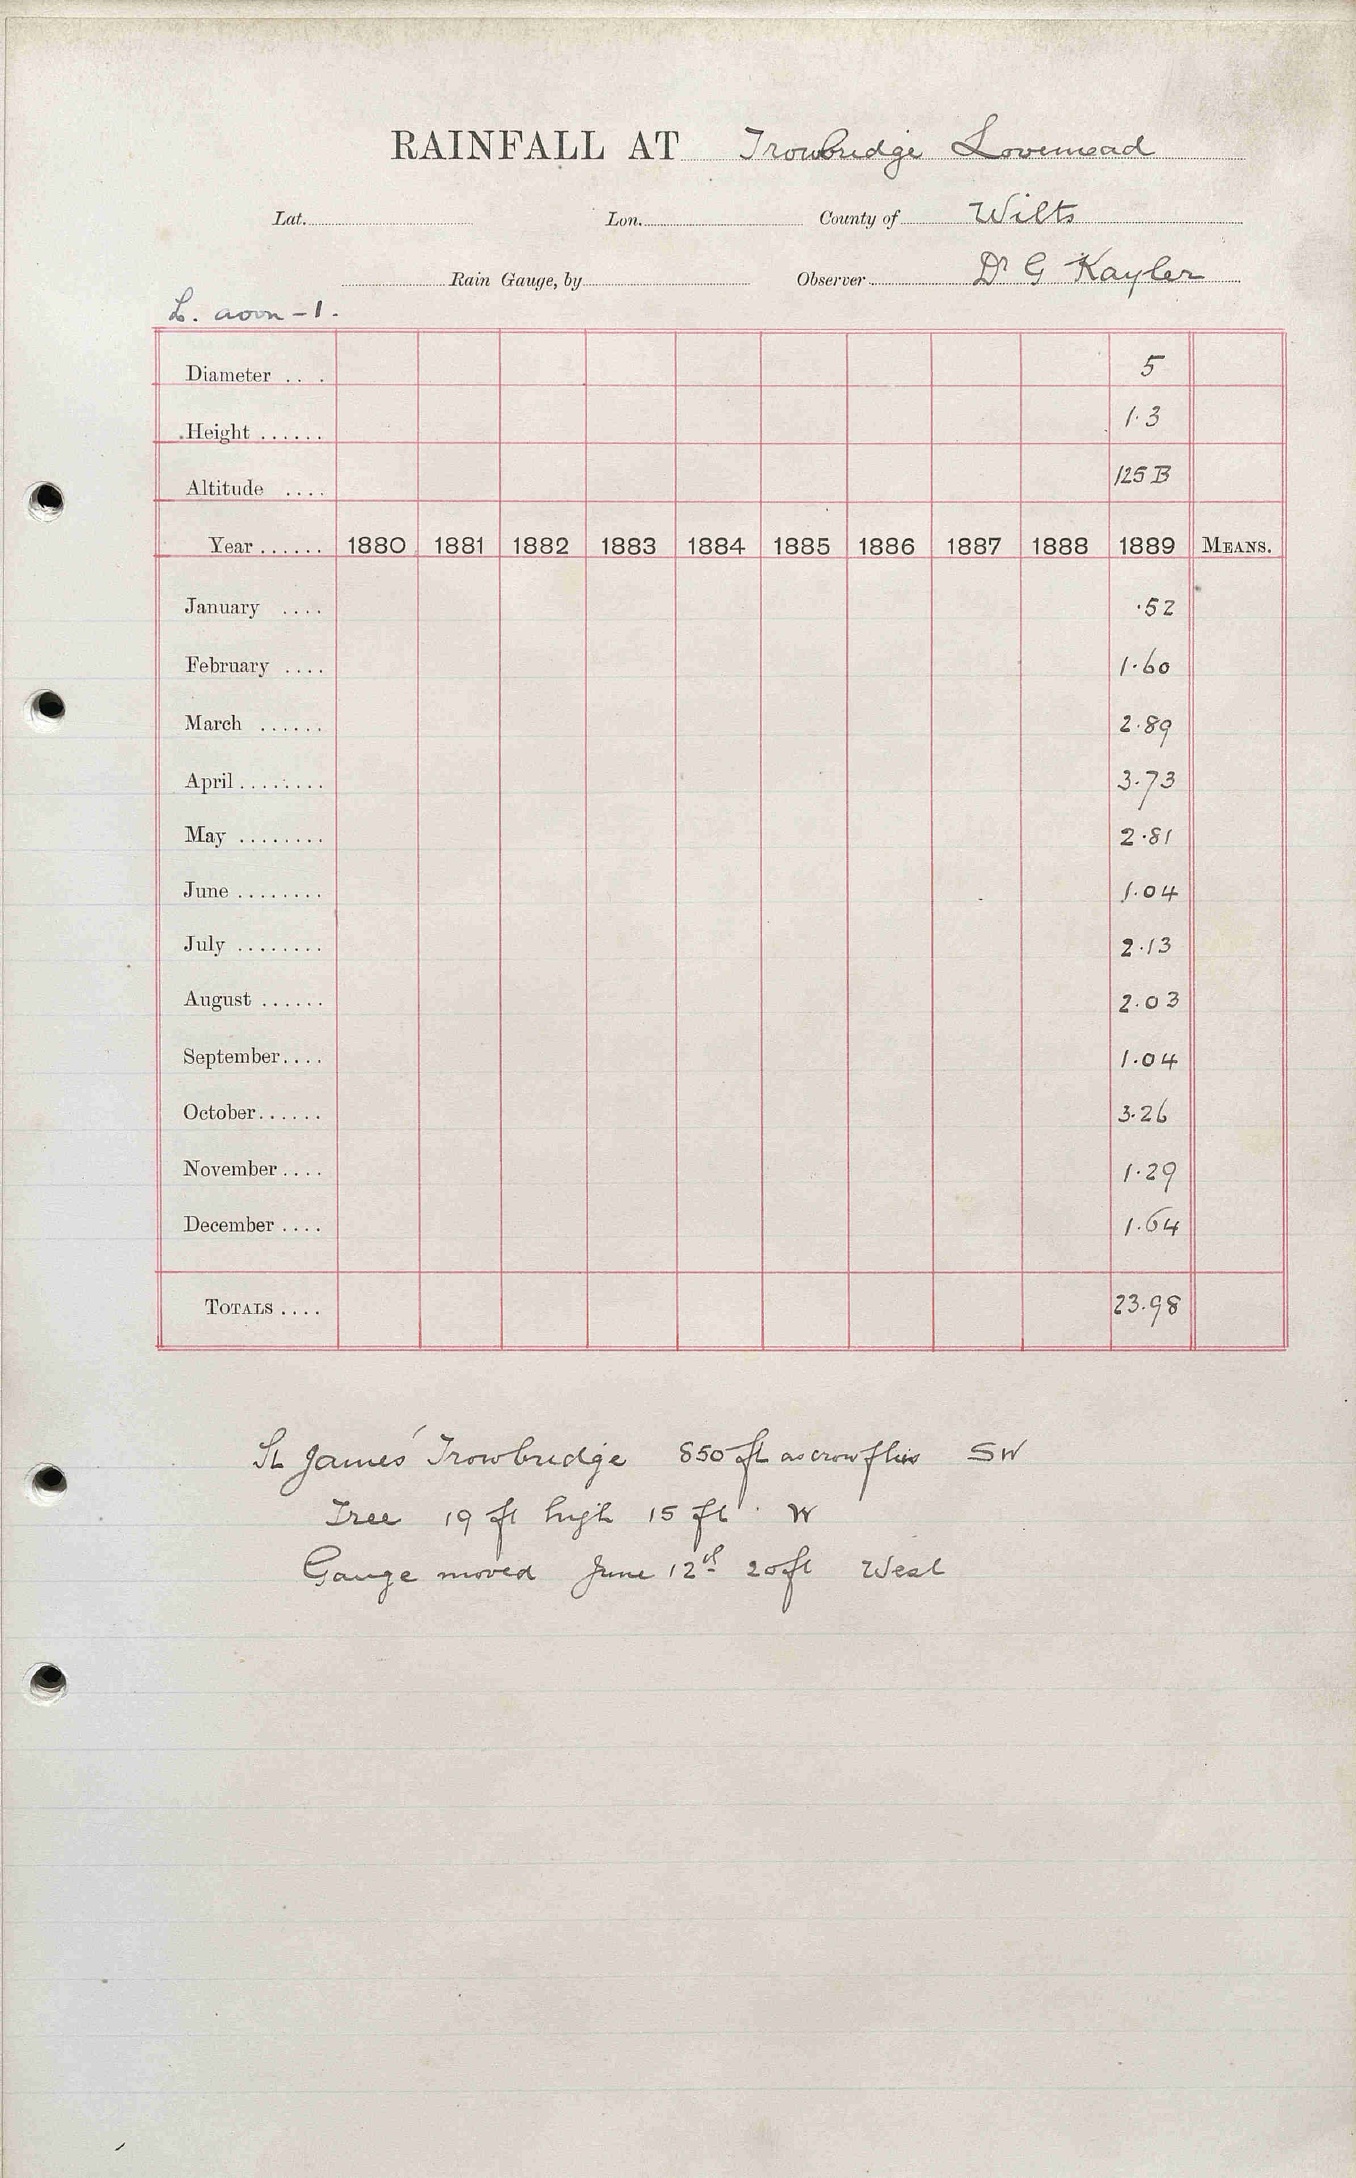 RAINFALL AT Trowbridge Lovemead
Lat. Lon. County of Wilts
Rain Gauge, by Observer Dr G Kayler
L. avon - 1.
Diameter .. . 5
Height ...... 1.3
Altitude .... 125 B
Year ...... 1880 1881 1882 1883 1884 1885 1886 1887 1888 1889 MEANS.
January .... .52
February .... 1.60
March ...... 2.89
April ........ 3.73
May ........ 2.81
June ........ 1.04
July ........ 2.13
August ...... 2.03
September.... 1.04
October...... 3.26
November.... 1.29
December.... 1.64
TOTALS .... 23.98
St James' Trowbridge 850 ft as crow flies SW
Tree 19 ft high 15 ft W
Gauge moved June 12th 20 ft West